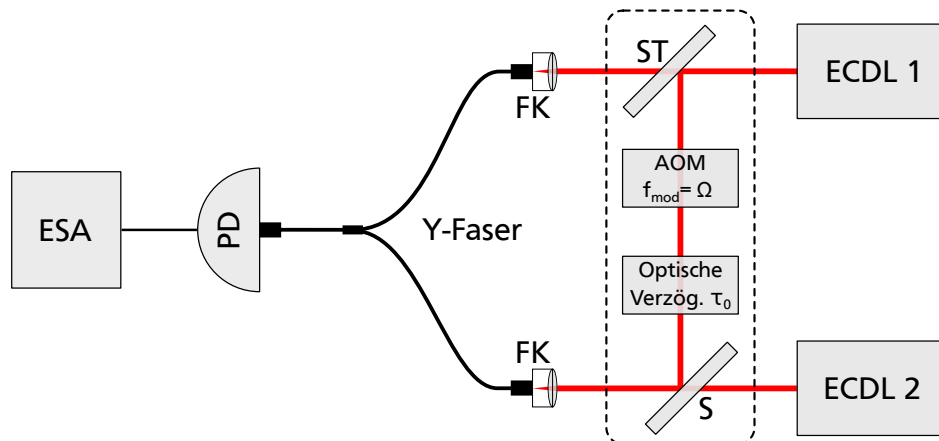 ST
ECDL 1
FK
AOM
f_mod = Ω
ESA
PD
Y-Faser
Optische
Verzög. τ₀
FK
S
ECDL 2